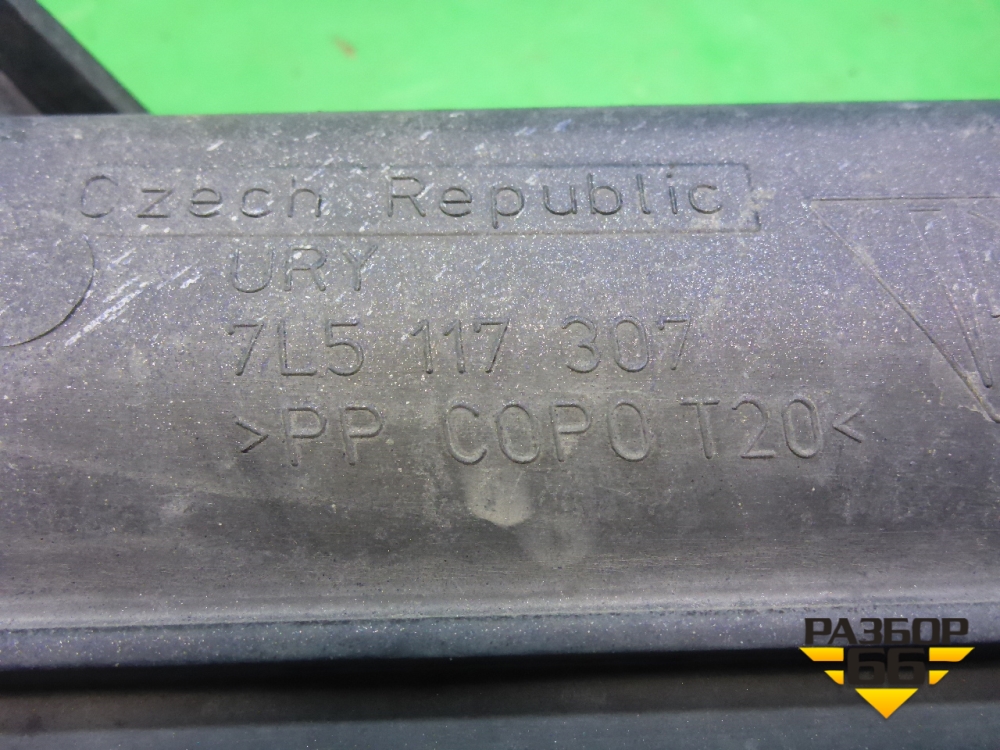 Czech Republic
URY
7L5 117 307
>PP COPO T20<
РАЗБОР
66